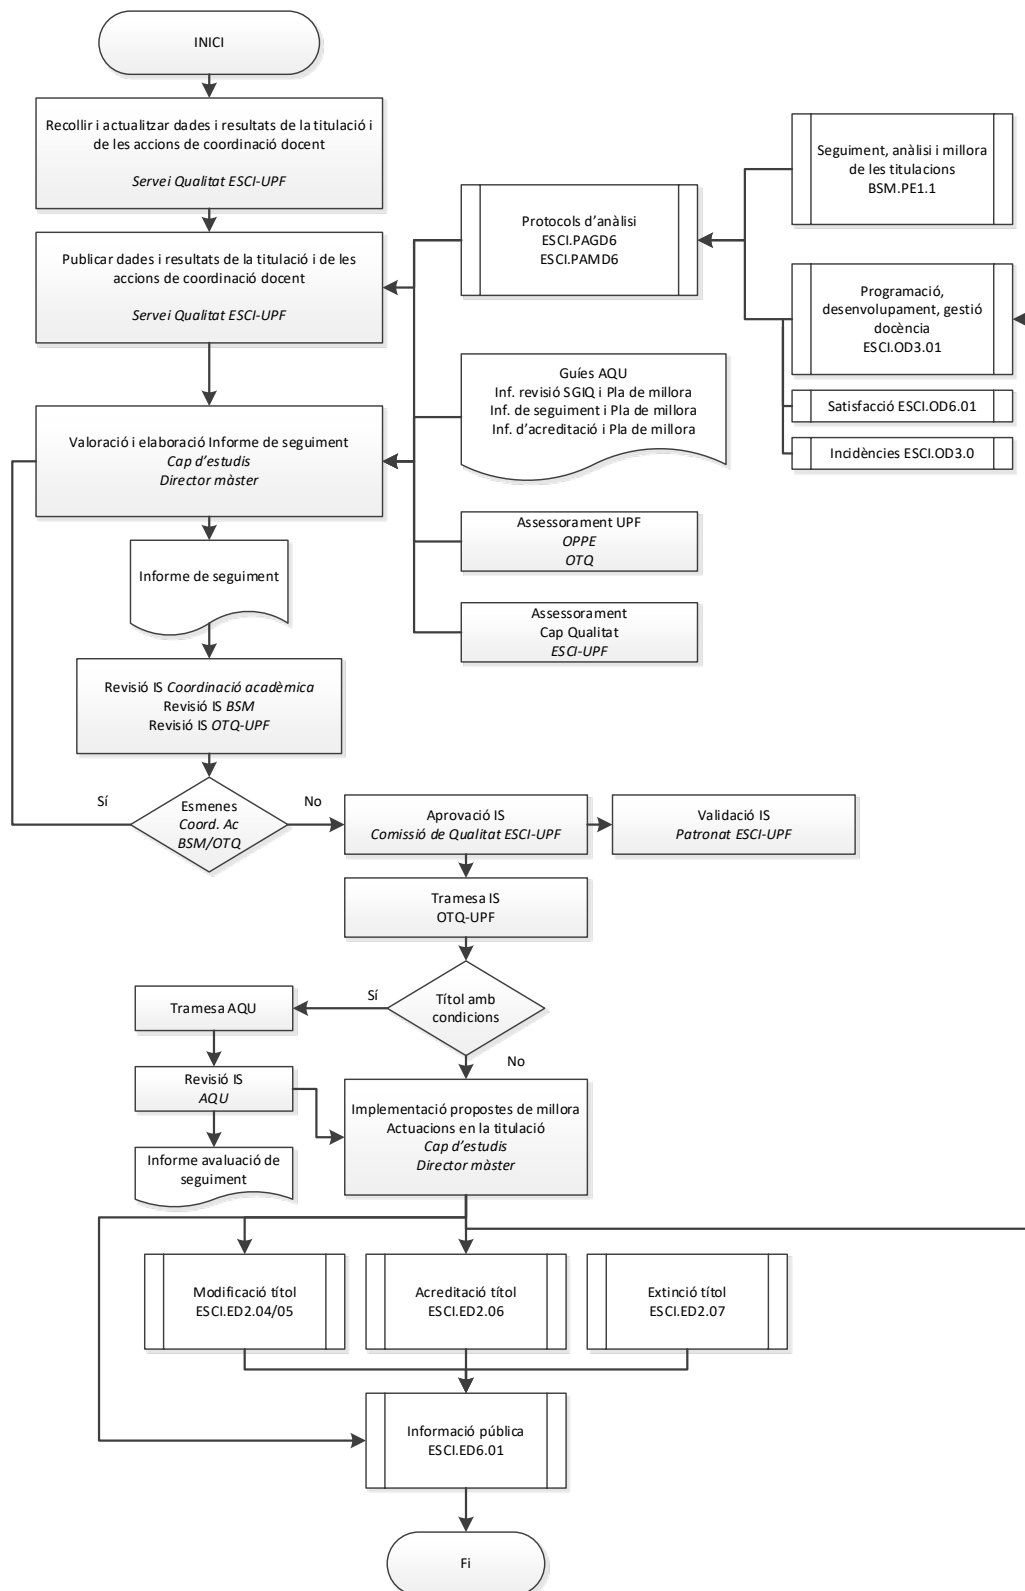 INICI
Recollir i actualitzar dades i resultats de la titulació i
de les accions de coordinació docent
Servei Qualitat ESCI-UPF
Publicar dades i resultats de la titulació i de les
accions de coordinació docent
Servei Qualitat ESCI-UPF
Protocols d'anàlisi
ESCI.PAGD6
ESCI.PAMD6
Seguiment, anàlisi i millora
de les titulacions
BSM.PE1.1
Programació,
desenvolupament, gestió
docència
ESCI.OD3.01
Satisfacció ESCI.OD6.01
Incidències ESCI.OD3.0
Guíes AQU
Inf. revisió SGIQ i Pla de millora
Inf. de seguiment i Pla de millora
Inf. d'acreditació i Pla de millora
Valoració i elaboració Informe de seguiment
Cap d'estudis
Director màster
Assessorament UPF
OPPE
OTQ
Informe de seguiment
Assessorament
Cap Qualitat
ESCI-UPF
Revisió IS Coordinació acadèmica
Revisió IS BSM
Revisió IS OTQ-UPF
Sí
Esmenes
Coord. Ac
BSM/OTQ
No
Aprovació IS
Comissió de Qualitat ESCI-UPF
Validació IS
Patronat ESCI-UPF
Tramesa IS
OTQ-UPF
Títol amb
condicions
Sí
No
Tramesa AQU
Revisió IS
AQU
Informe avaluació de
seguiment
Implementació propostes de millora
Actuacions en la titulació
Cap d'estudis
Director màster
Modificació títol
ESCI.ED2.04/05
Acreditació títol
ESCI.ED2.06
Extinció títol
ESCI.ED2.07
Informació pública
ESCI.ED6.01
Fi